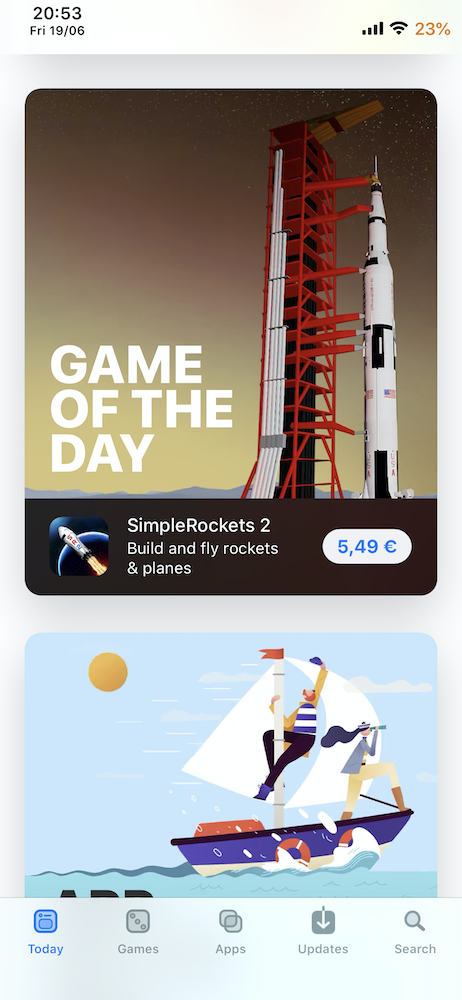 20:53
Fri 19/06
23%
GAME
OF THE
DAY
SimpleRockets 2
Build and fly rockets
& planes
5,49 €
Today
Games
Apps
Updates
Search